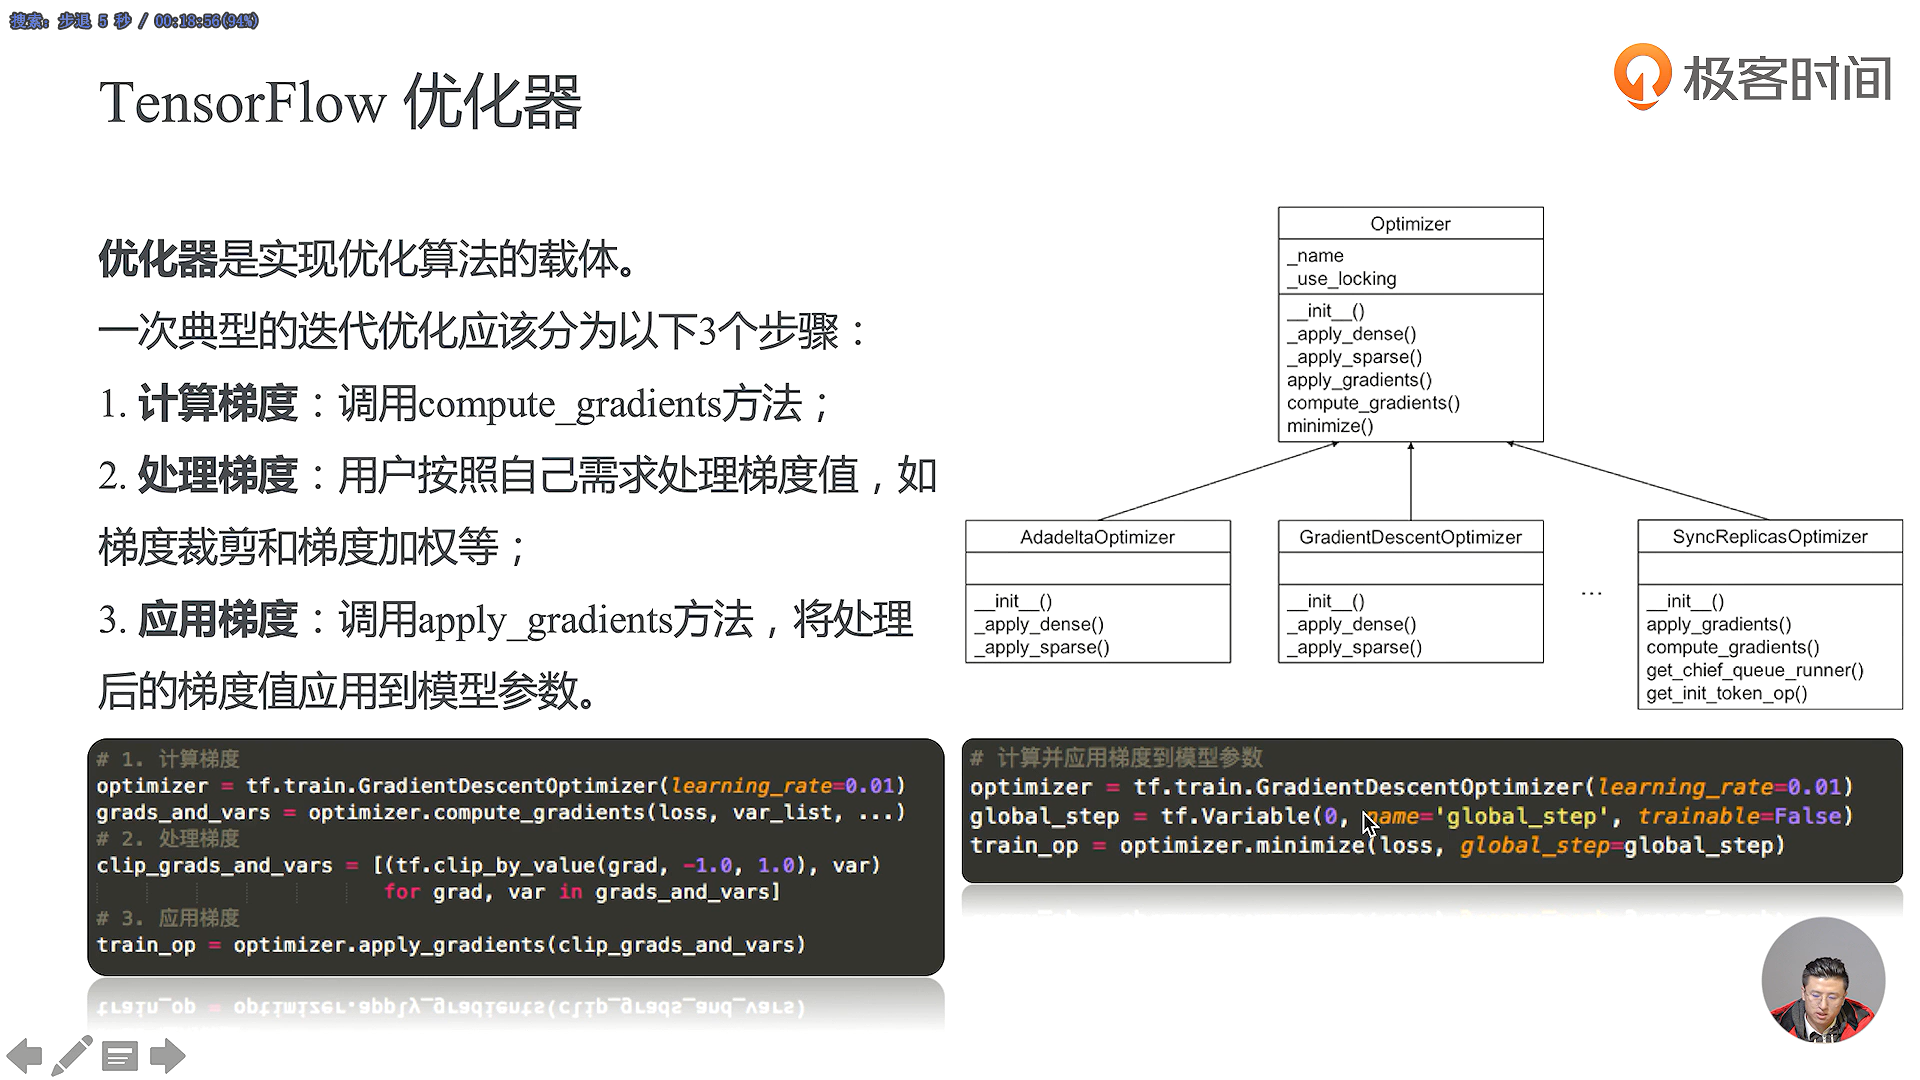 搜索: 步退 5 秒 / 00:18:56(94%)
极客时间
TensorFlow 优化器
优化器是实现优化算法的载体。
一次典型的迭代优化应该分为以下3个步骤：
1. 计算梯度：调用compute_gradients方法；
2. 处理梯度：用户按照自己需求处理梯度值，如
梯度裁剪和梯度加权等；
3. 应用梯度：调用apply_gradients方法，将处理
后的梯度值应用到模型参数。
Optimizer
_name
_use_locking
__init__()
_apply_dense()
_apply_sparse()
apply_gradients()
compute_gradients()
minimize()
AdadeltaOptimizer
__init__()
_apply_dense()
_apply_sparse()
GradientDescentOptimizer
__init__()
_apply_dense()
_apply_sparse()
...
SyncReplicasOptimizer
__init__()
apply_gradients()
compute_gradients()
get_chief_queue_runner()
get_init_token_op()
# 1. 计算梯度
optimizer = tf.train.GradientDescentOptimizer(learning_rate=0.01)
grads_and_vars = optimizer.compute_gradients(loss, var_list, ...)
# 2. 处理梯度
clip_grads_and_vars = [(tf.clip_by_value(grad, -1.0, 1.0), var)
for grad, var in grads_and_vars]
# 3. 应用梯度
train_op = optimizer.apply_gradients(clip_grads_and_vars)
# 计算并应用梯度到模型参数
optimizer = tf.train.GradientDescentOptimizer(learning_rate=0.01)
global_step = tf.Variable(0, name='global_step', trainable=False)
train_op = optimizer.minimize(loss, global_step=global_step)